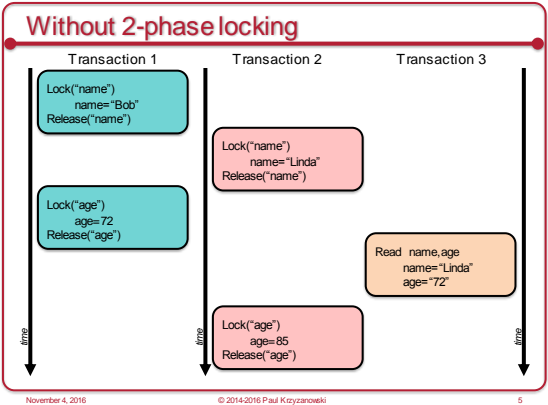 Without 2-phase locking
Transaction 1
Transaction 2
Transaction 3
Lock(“name”)
name=“Bob”
Release(“name”)
Lock(“name”)
name=“Linda”
Release(“name”)
Lock(“age”)
age=72
Release(“age”)
Read name,age
name=“Linda”
age=“72”
Lock(“age”)
age=85
Release(“age”)
time
time
time
November 4, 2016
© 2014-2016 Paul Krzyzanowski
5